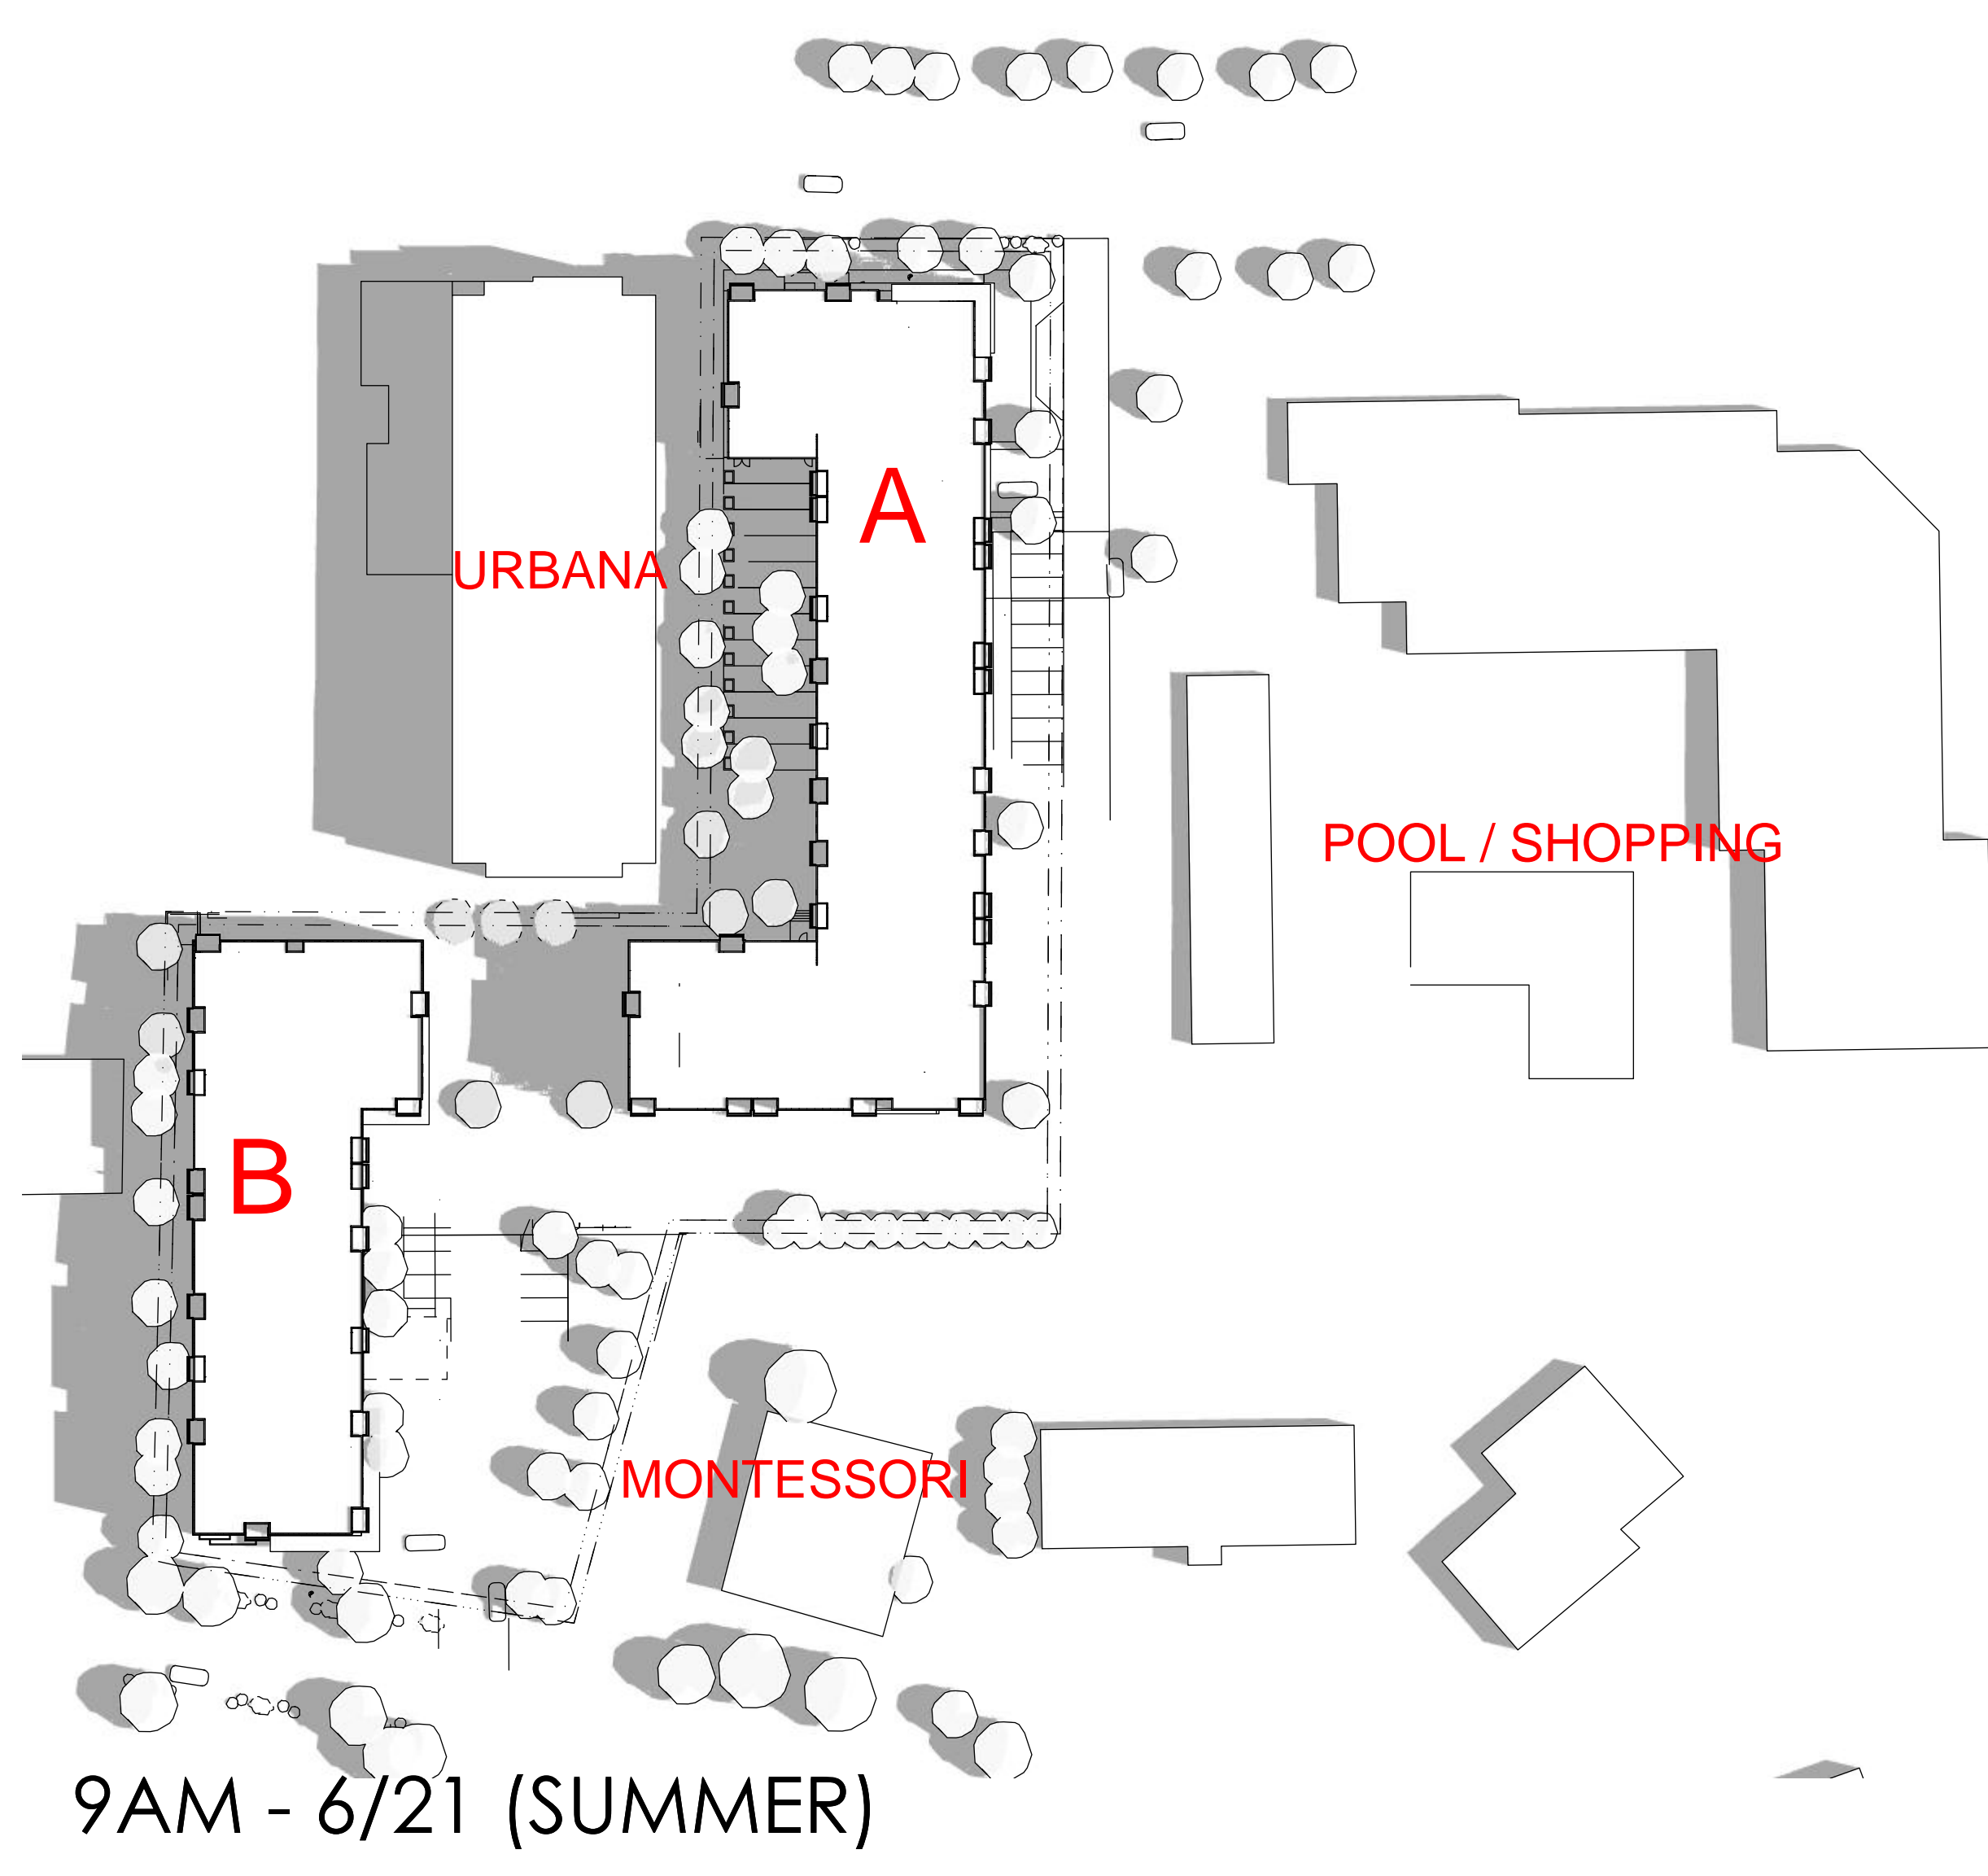 A
URBANA
POOL / SHOPPING
B
MONTESSORI
9AM - 6/21 (SUMMER)